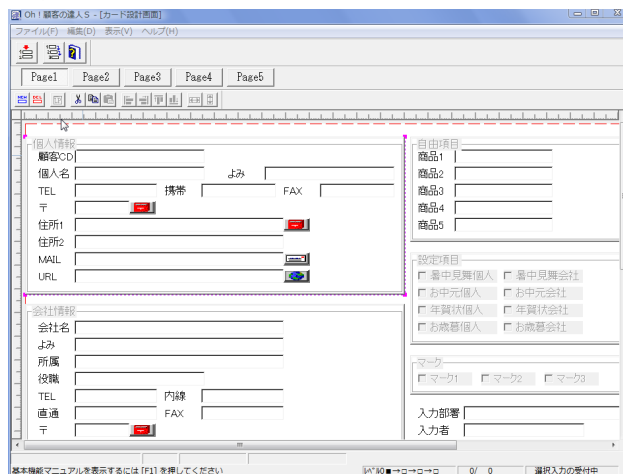 Oh！顧客の達人Ｓ - [カード設計画面]
ファイル(F) 編集(D) 表示(V) ヘルプ(H)
Page1 Page2 Page3 Page4 Page5
個人情報
顧客CD
個人名 よみ
TEL 携帯 FAX
〒
住所1
住所2
MAIL
URL
自由項目
商品1
商品2
商品3
商品4
商品5
設定項目
暑中見舞個人 暑中見舞会社
お中元個人 お中元会社
年賀状個人 年賀状会社
お歳暮個人 お歳暮会社
会社情報
会社名
よみ
所属
役職
TEL 内線
直通 FAX
〒
マーク
マーク1 マーク2 マーク3
入力部署
入力者
基本機能マニュアルを表示するには [F1] を押してください ﾚﾍﾞﾙ0■→□→□→□ 0/ 0 選択入力の受付中